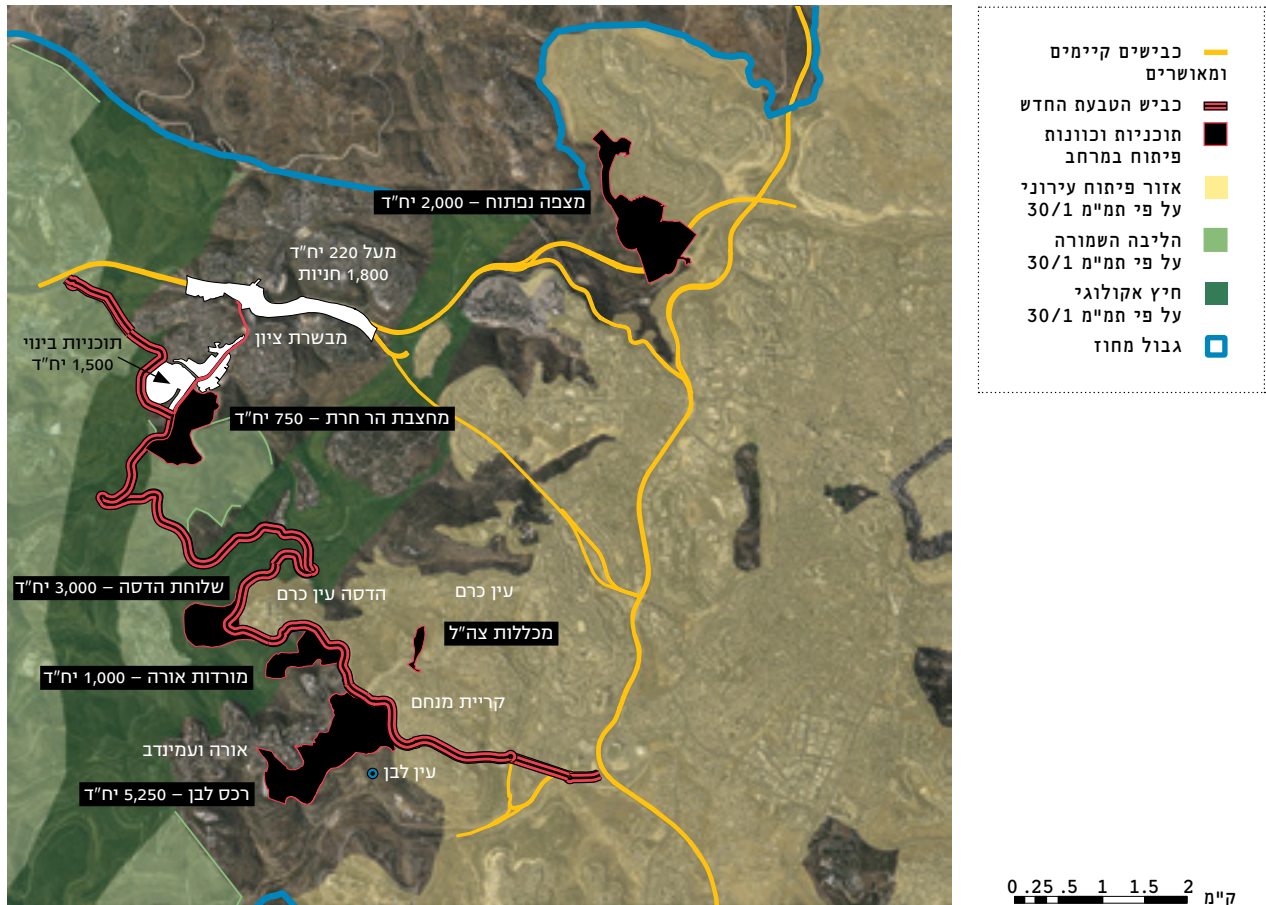 מצפה נפתוח – 2,000 יח"ד
מעל 220 יח"ד
1,800 חניות
מבשרת ציון
תוכניות בינוי
1,500 יח"ד
מחצבת הר חרת – 750 יח"ד
שלוחת הדסה – 3,000 יח"ד
הדסה עין כרם
עין כרם
מכללות צה"ל
מורדות אורה – 1,000 יח"ד
קריית מנחם
אורה ועמינדב
עין לבן
רכס לבן – 5,250 יח"ד
כבישים קיימים
ומאושרים
כביש הטבעת החדש
תוכניות וכוונות
פיתוח במרחב
אזור פיתוח עירוני
על פי תמ"מ 30/1
הליבה השמורה
על פי תמ"מ 30/1
חיץ אקולוגי
על פי תמ"מ 30/1
גבול מחוז
0 .25 .5 1 1.5 2 ק"מ